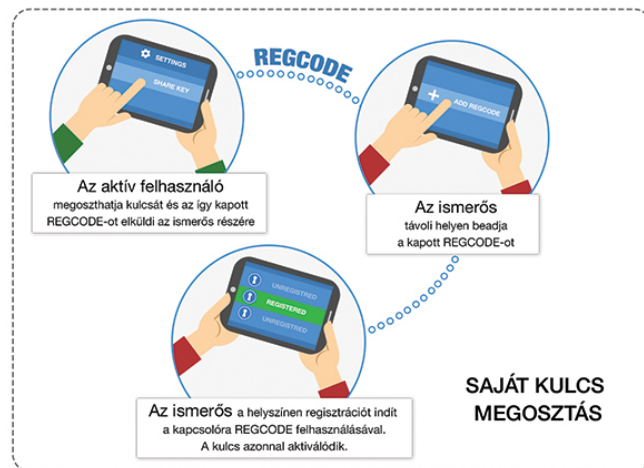 SETTINGS
SHARE KEY
REGCODE
ADD REGCODE
Az aktív felhasználó
megoszthatja kulcsát és az így kapott
REGCODE-ot elküldi az ismerős részére
Az ismerős
távoli helyen beadja
a kapott REGCODE-ot
UNREGISTRED
REGISTERED
UNREGISTRED
Az ismerős a helyszínen regisztrációt indít
a kapcsolóra REGCODE felhasználásával.
A kulcs azonnal aktiválódik.
SAJÁT KULCS
MEGOSZTÁS